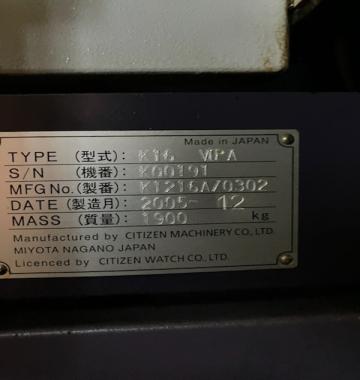 Made in JAPAN
TYPE (型式): K16 VIPA
S/N (機番): KQ0191
MFG No. (製番): K1216A/0302
DATE (製造月): 2005- 12
MASS (質量): 1900 kg
Manufactured by CITIZEN MACHINERY CO., LTD.
MIYOTA NAGANO JAPAN
Licenced by CITIZEN WATCH CO., LTD.